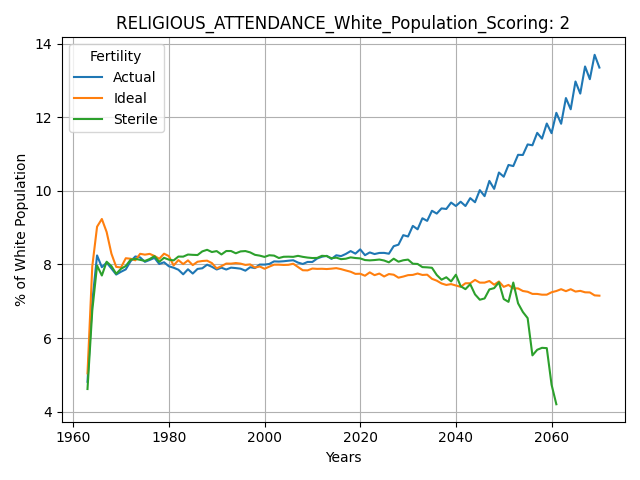 RELIGIOUS_ATTENDANCE_White_Population_Scoring: 2
Fertility
Actual
Ideal
Sterile
% of White Population
14
12
10
8
6
4
1960 1980 2000 2020 2040 2060
Years